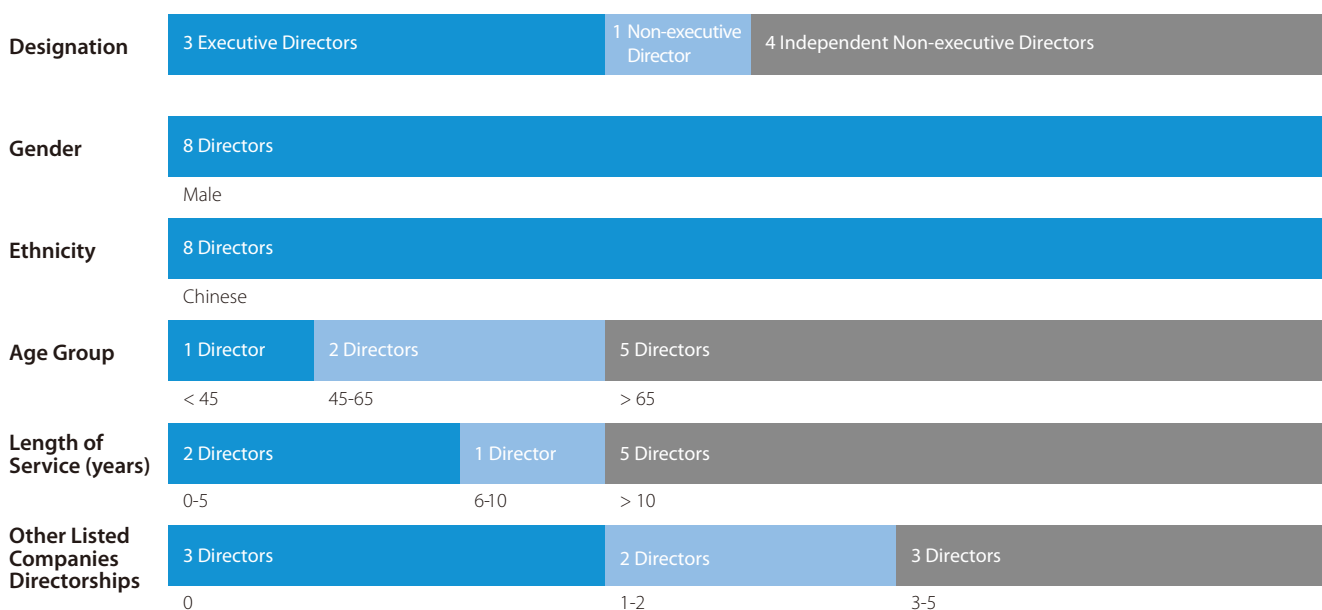 Designation
3 Executive Directors
1 Non-executive
Director
4 Independent Non-executive Directors
Gender
8 Directors
Male
Ethnicity
8 Directors
Chinese
Age Group
1 Director
2 Directors
5 Directors
< 45
45-65
> 65
Length of
Service (years)
2 Directors
1 Director
5 Directors
0-5
6-10
> 10
Other Listed
Companies
Directorships
3 Directors
2 Directors
3 Directors
0
1-2
3-5